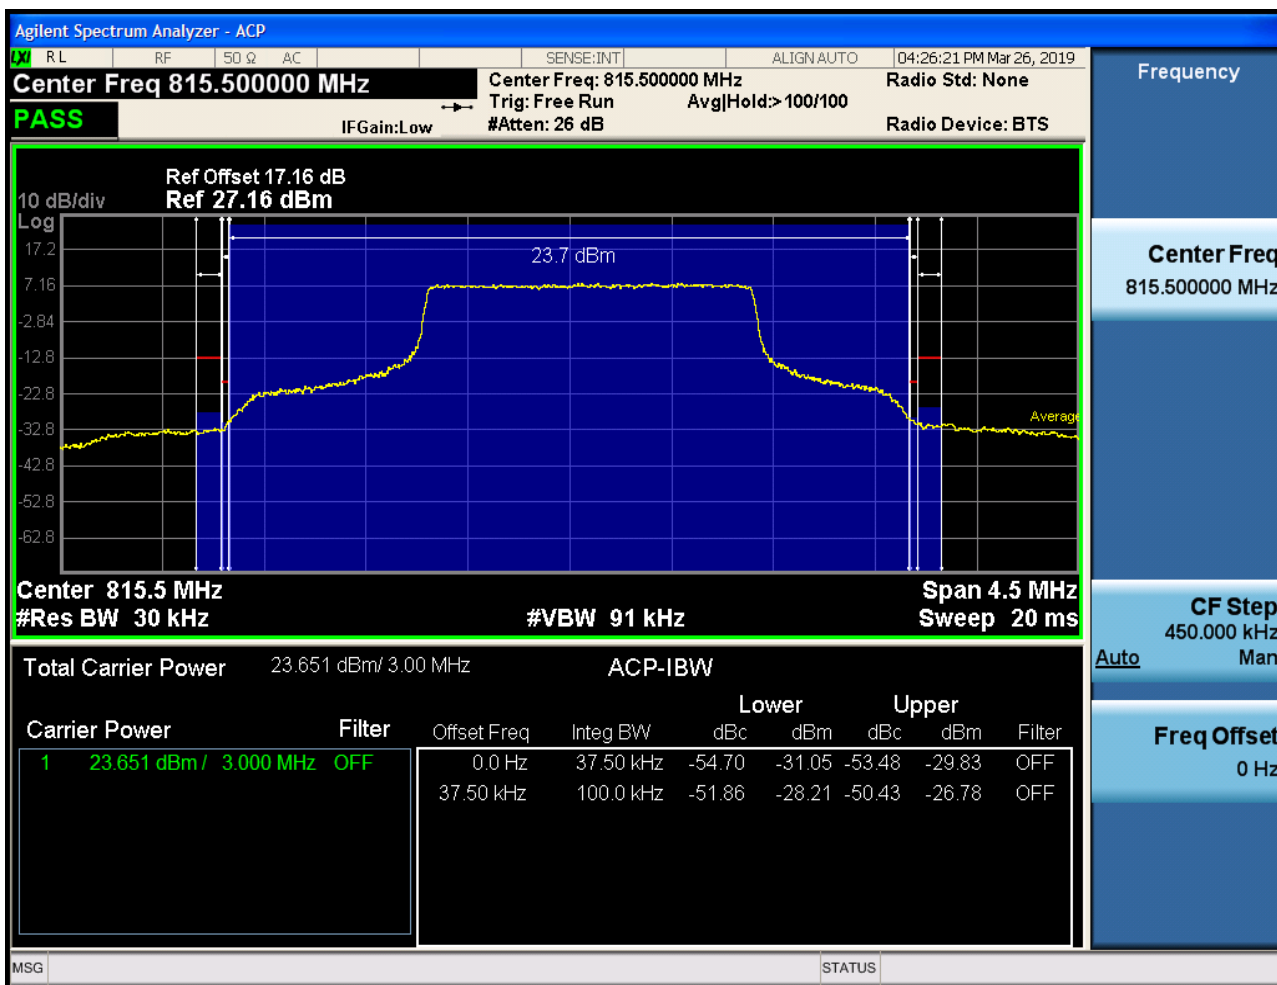 Agilent Spectrum Analyzer - ACP
LXI RL RF 50 Ω AC SENSE:INT ALIGN AUTO 04:26:21 PM Mar 26, 2019
Center Freq 815.500000 MHz
Center Freq: 815.500000 MHz
Radio Std: None
Trig: Free Run Avg|Hold:>100/100
PASS
IFGain:Low
#Atten: 26 dB
Radio Device: BTS
Ref Offset 17.16 dB
10 dB/div Ref 27.16 dBm
Log
17.2
7.16
-2.84
-12.8
-22.8
-32.8
-42.8
-52.8
-62.8
23.7 dBm
Average
Center 815.5 MHz Span 4.5 MHz
#Res BW 30 kHz #VBW 91 kHz Sweep 20 ms
Total Carrier Power 23.651 dBm/ 3.00 MHz ACP-IBW
Lower Upper
Carrier Power Filter Offset Freq Integ BW dBc dBm dBc dBm Filter
1 23.651 dBm / 3.000 MHz OFF 0.0 Hz 37.50 kHz -54.70 -31.05 -53.48 -29.83 OFF
37.50 kHz 100.0 kHz -51.86 -28.21 -50.43 -26.78 OFF
MSG STATUS
Frequency
Center Freq
815.500000 MHz
CF Step
450.000 kHz
Auto Man
Freq Offset
0 Hz